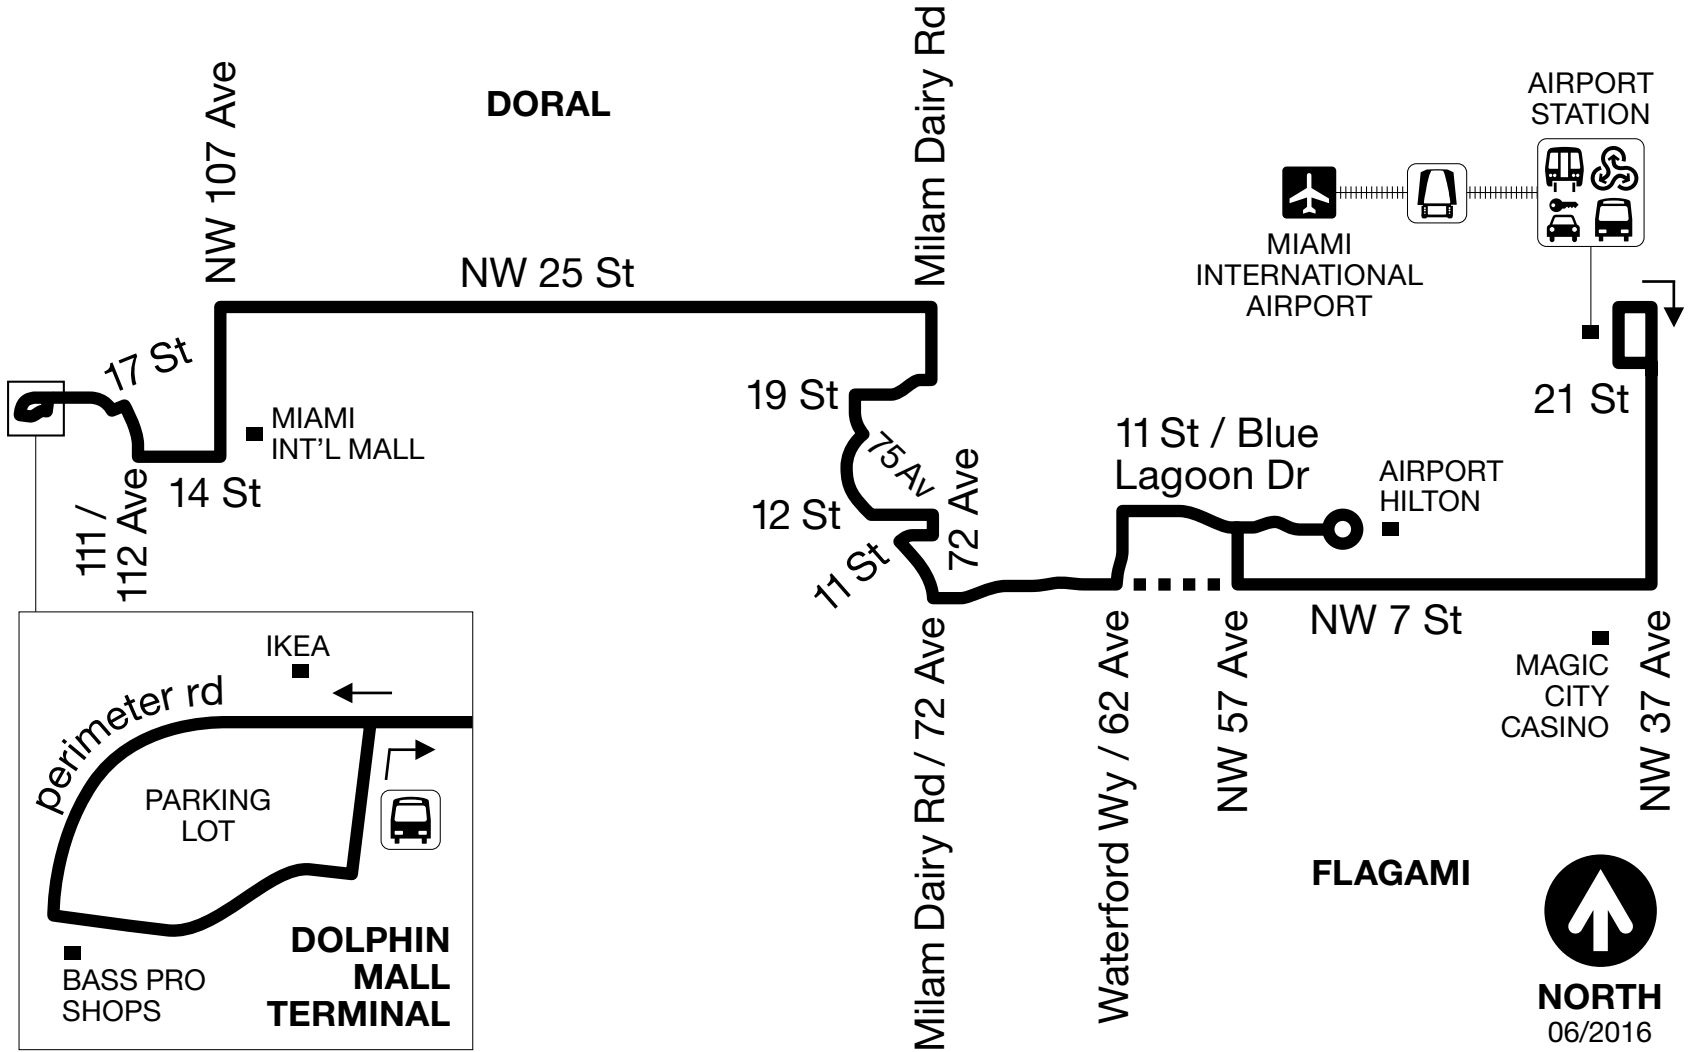 NW 107 Ave
DORAL
Milam Dairy Rd
AIRPORT
STATION
MIAMI
INTERNATIONAL
AIRPORT
NW 25 St
17 St
MIAMI
INT'L MALL
14 St
111 /
112 Ave
19 St
75 Av
12 St
11 St
72 Ave
11 St / Blue
Lagoon Dr
AIRPORT
HILTON
21 St
NW 7 St
Milam Dairy Rd / 72 Ave
Waterford Wy / 62 Ave
NW 57 Ave
MAGIC
CITY
CASINO
NW 37 Ave
IKEA
perimeter rd
PARKING
LOT
DOLPHIN
MALL
TERMINAL
BASS PRO
SHOPS
FLAGAMI
NORTH
06/2016